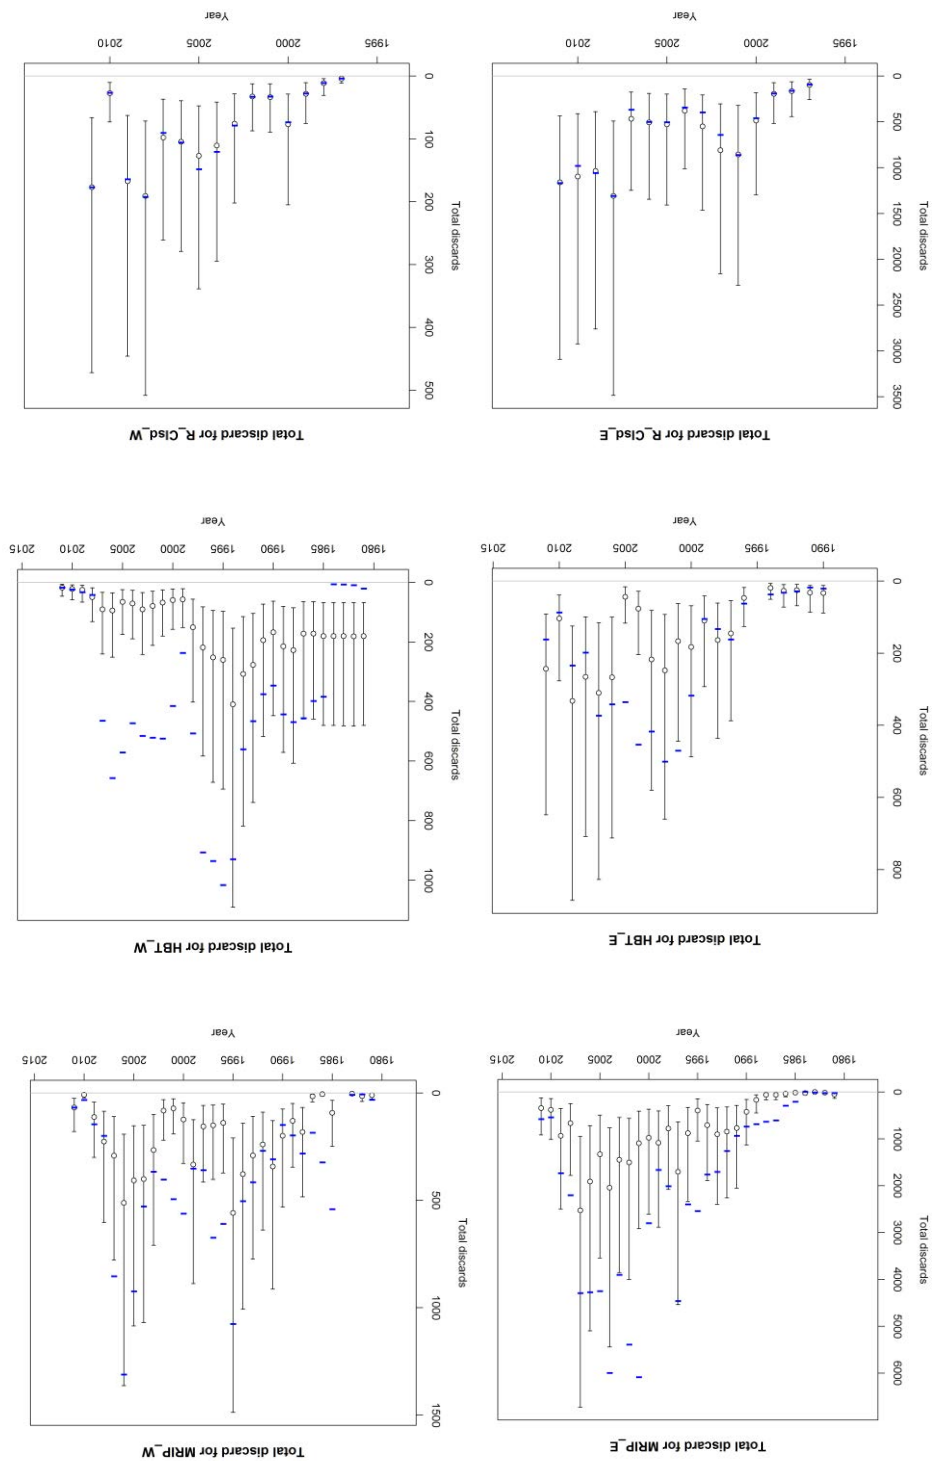 Total discard for MRIP_E
Total discards
6000
5000
4000
3000
2000
1000
0
1980 1985 1990 1995 2000 2005 2010 2015
Year
Total discard for MRIP_W
Total discards
1500
1000
500
0
1980 1985 1990 1995 2000 2005 2010 2015
Year
Total discard for HBT_E
Total discards
800
600
400
200
0
1990 1995 2000 2005 2010 2015
Year
Total discard for HBT_W
Total discards
1000
800
600
400
200
0
1980 1985 1990 1995 2000 2005 2010 2015
Year
Total discard for R_Clsd_E
Total discards
3500
3000
2500
2000
1500
1000
500
0
1995 2000 2005 2010
Year
Total discard for R_Clsd_W
Total discards
500
400
300
200
100
0
1995 2000 2005 2010
Year